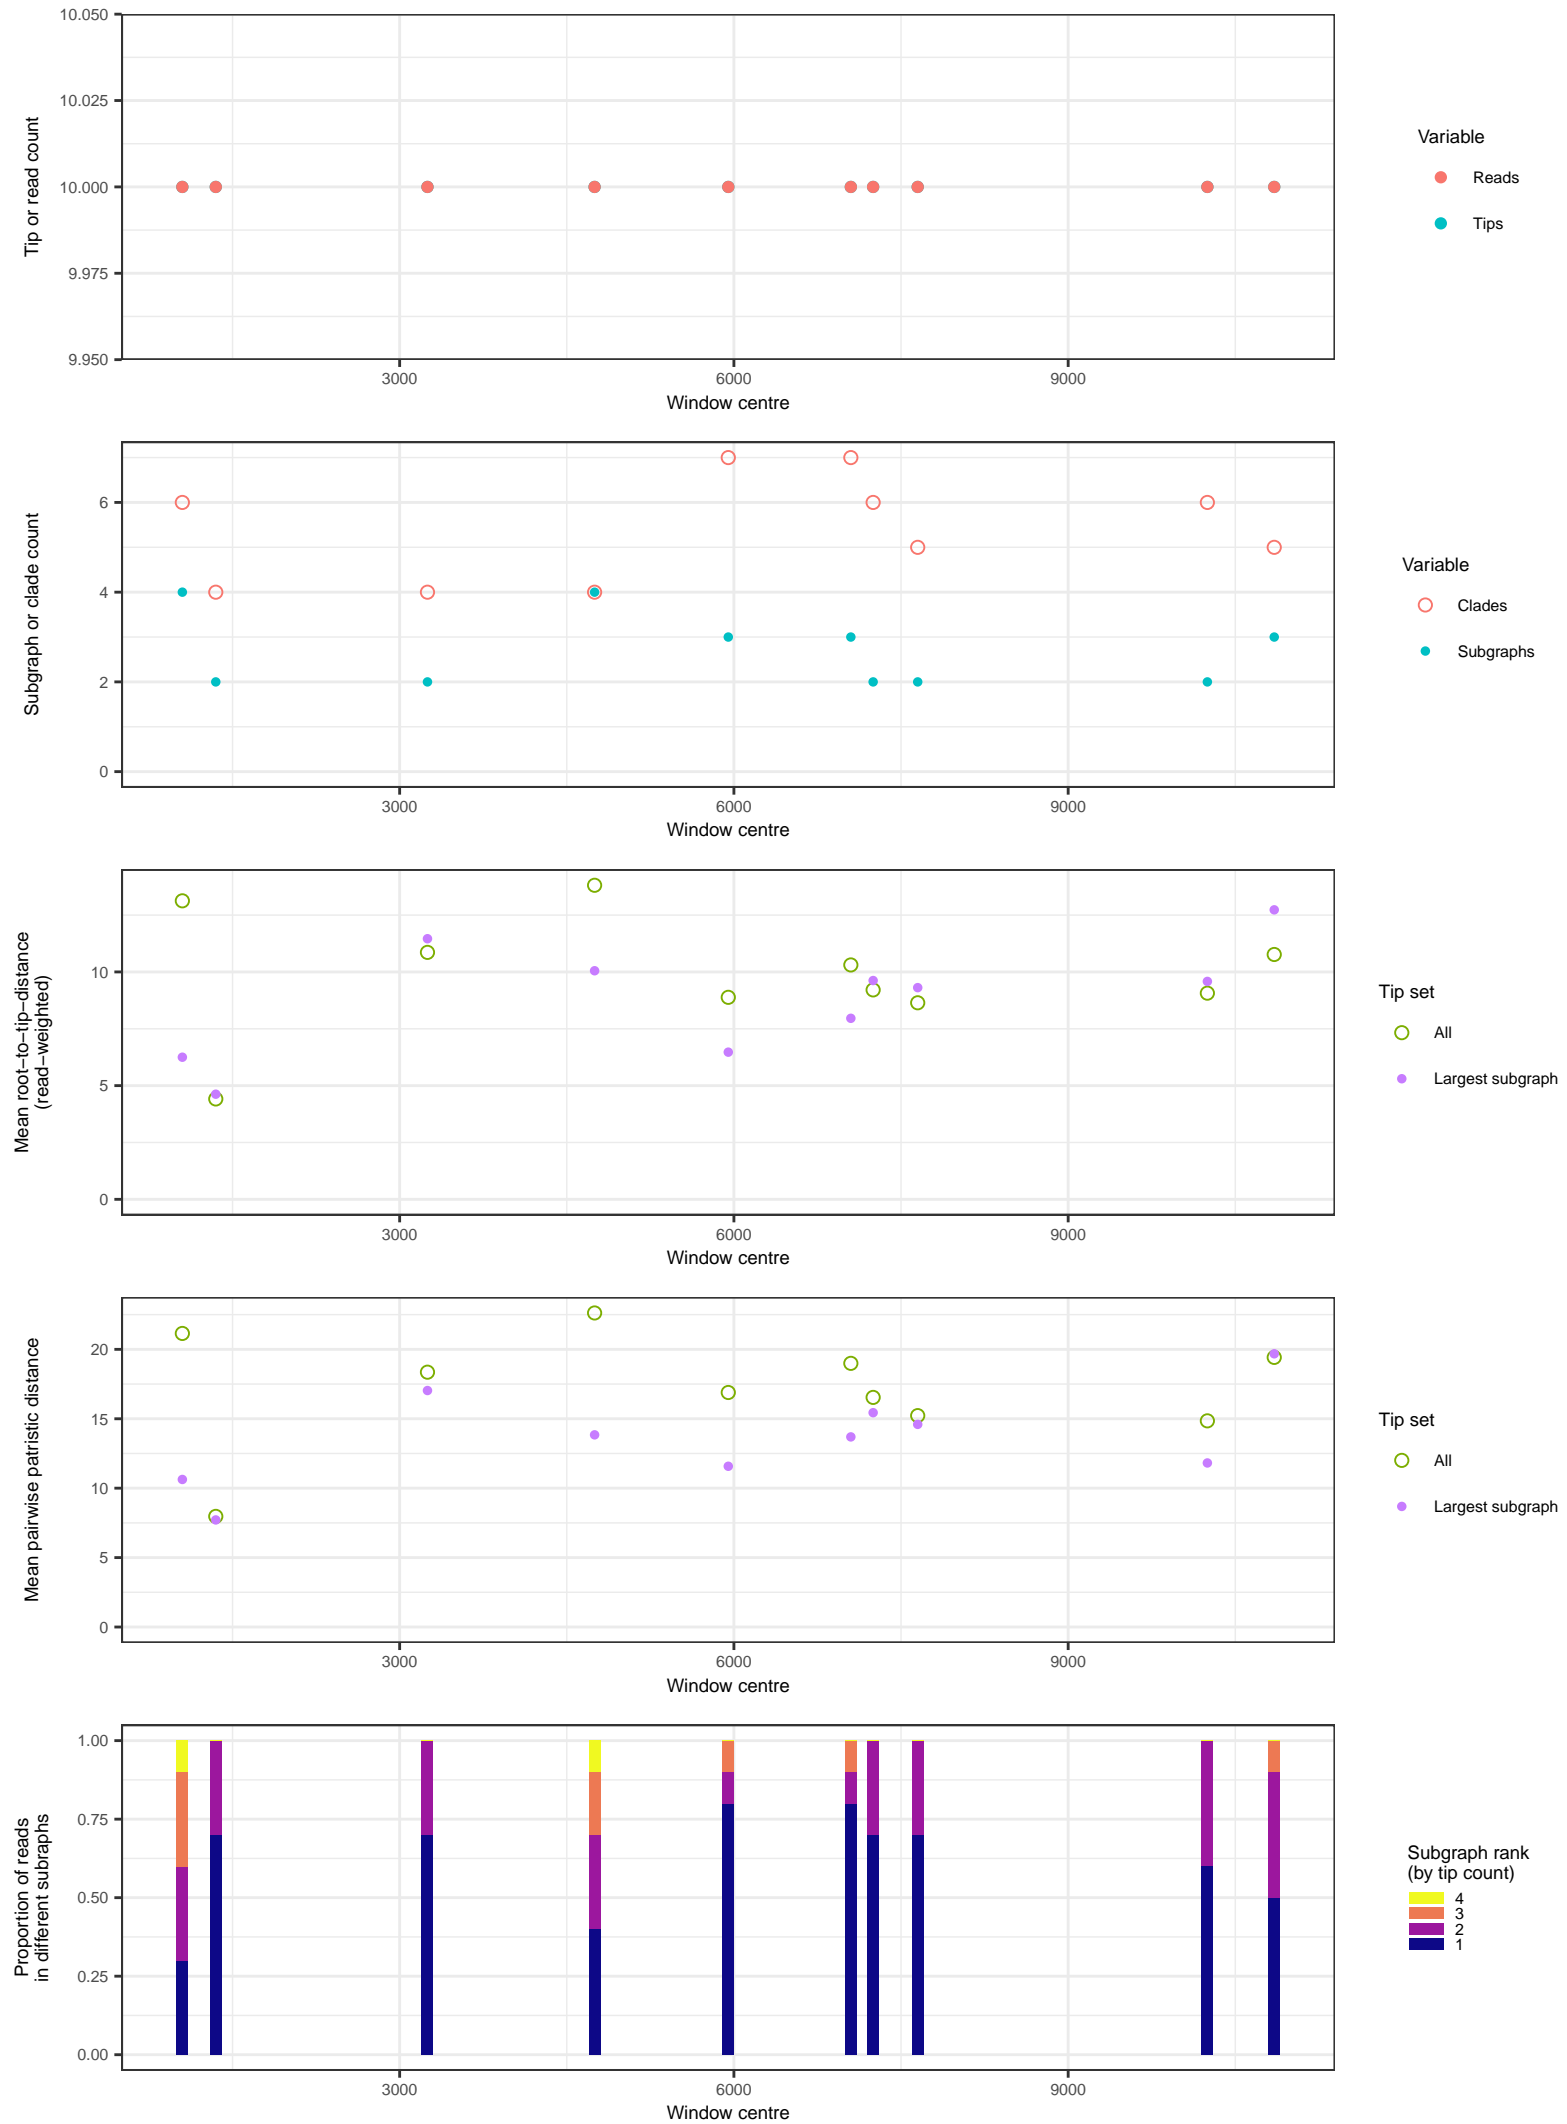 10.050
10.025
10.000
9.975
9.950
Tip or read count
3000
6000
9000
Window centre
Variable
Reads
Tips
6
4
2
0
Subgraph or clade count
3000
6000
9000
Window centre
Variable
Clades
Subgraphs
10
5
0
Mean root−to−tip−distance
(read−weighted)
3000
6000
9000
Window centre
Tip set
All
Largest subgraph
20
15
10
5
0
Mean pairwise patristic distance
3000
6000
9000
Window centre
Tip set
All
Largest subgraph
1.00
0.75
0.50
0.25
0.00
Proportion of reads
in different subraphs
3000
6000
9000
Window centre
Subgraph rank
(by tip count)
4
3
2
1